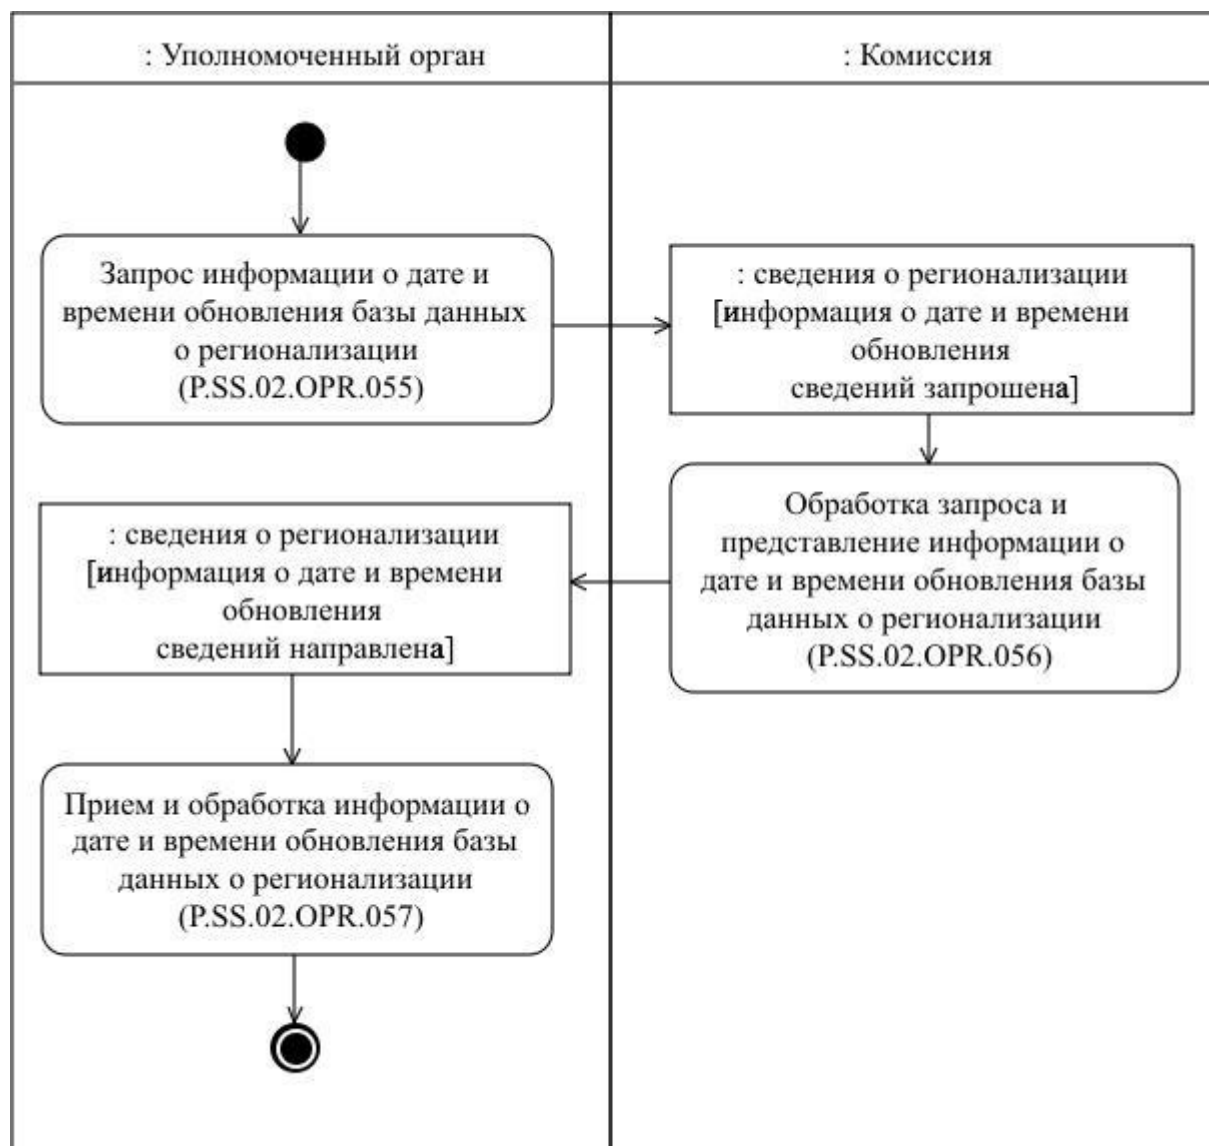 : Уполномоченный орган
: Комиссия
Запрос информации о дате и
времени обновления базы данных
о регионализации
(P.SS.02.OPR.055)
: сведения о регионализации
[информация о дате и времени
обновления
сведений запрошена]
Обработка запроса и
представление информации о
дате и времени обновления базы
данных о регионализации
(P.SS.02.OPR.056)
: сведения о регионализации
[информация о дате и времени
обновления
сведений направлена]
Прием и обработка информации о
дате и времени обновления базы
данных о регионализации
(P.SS.02.OPR.057)